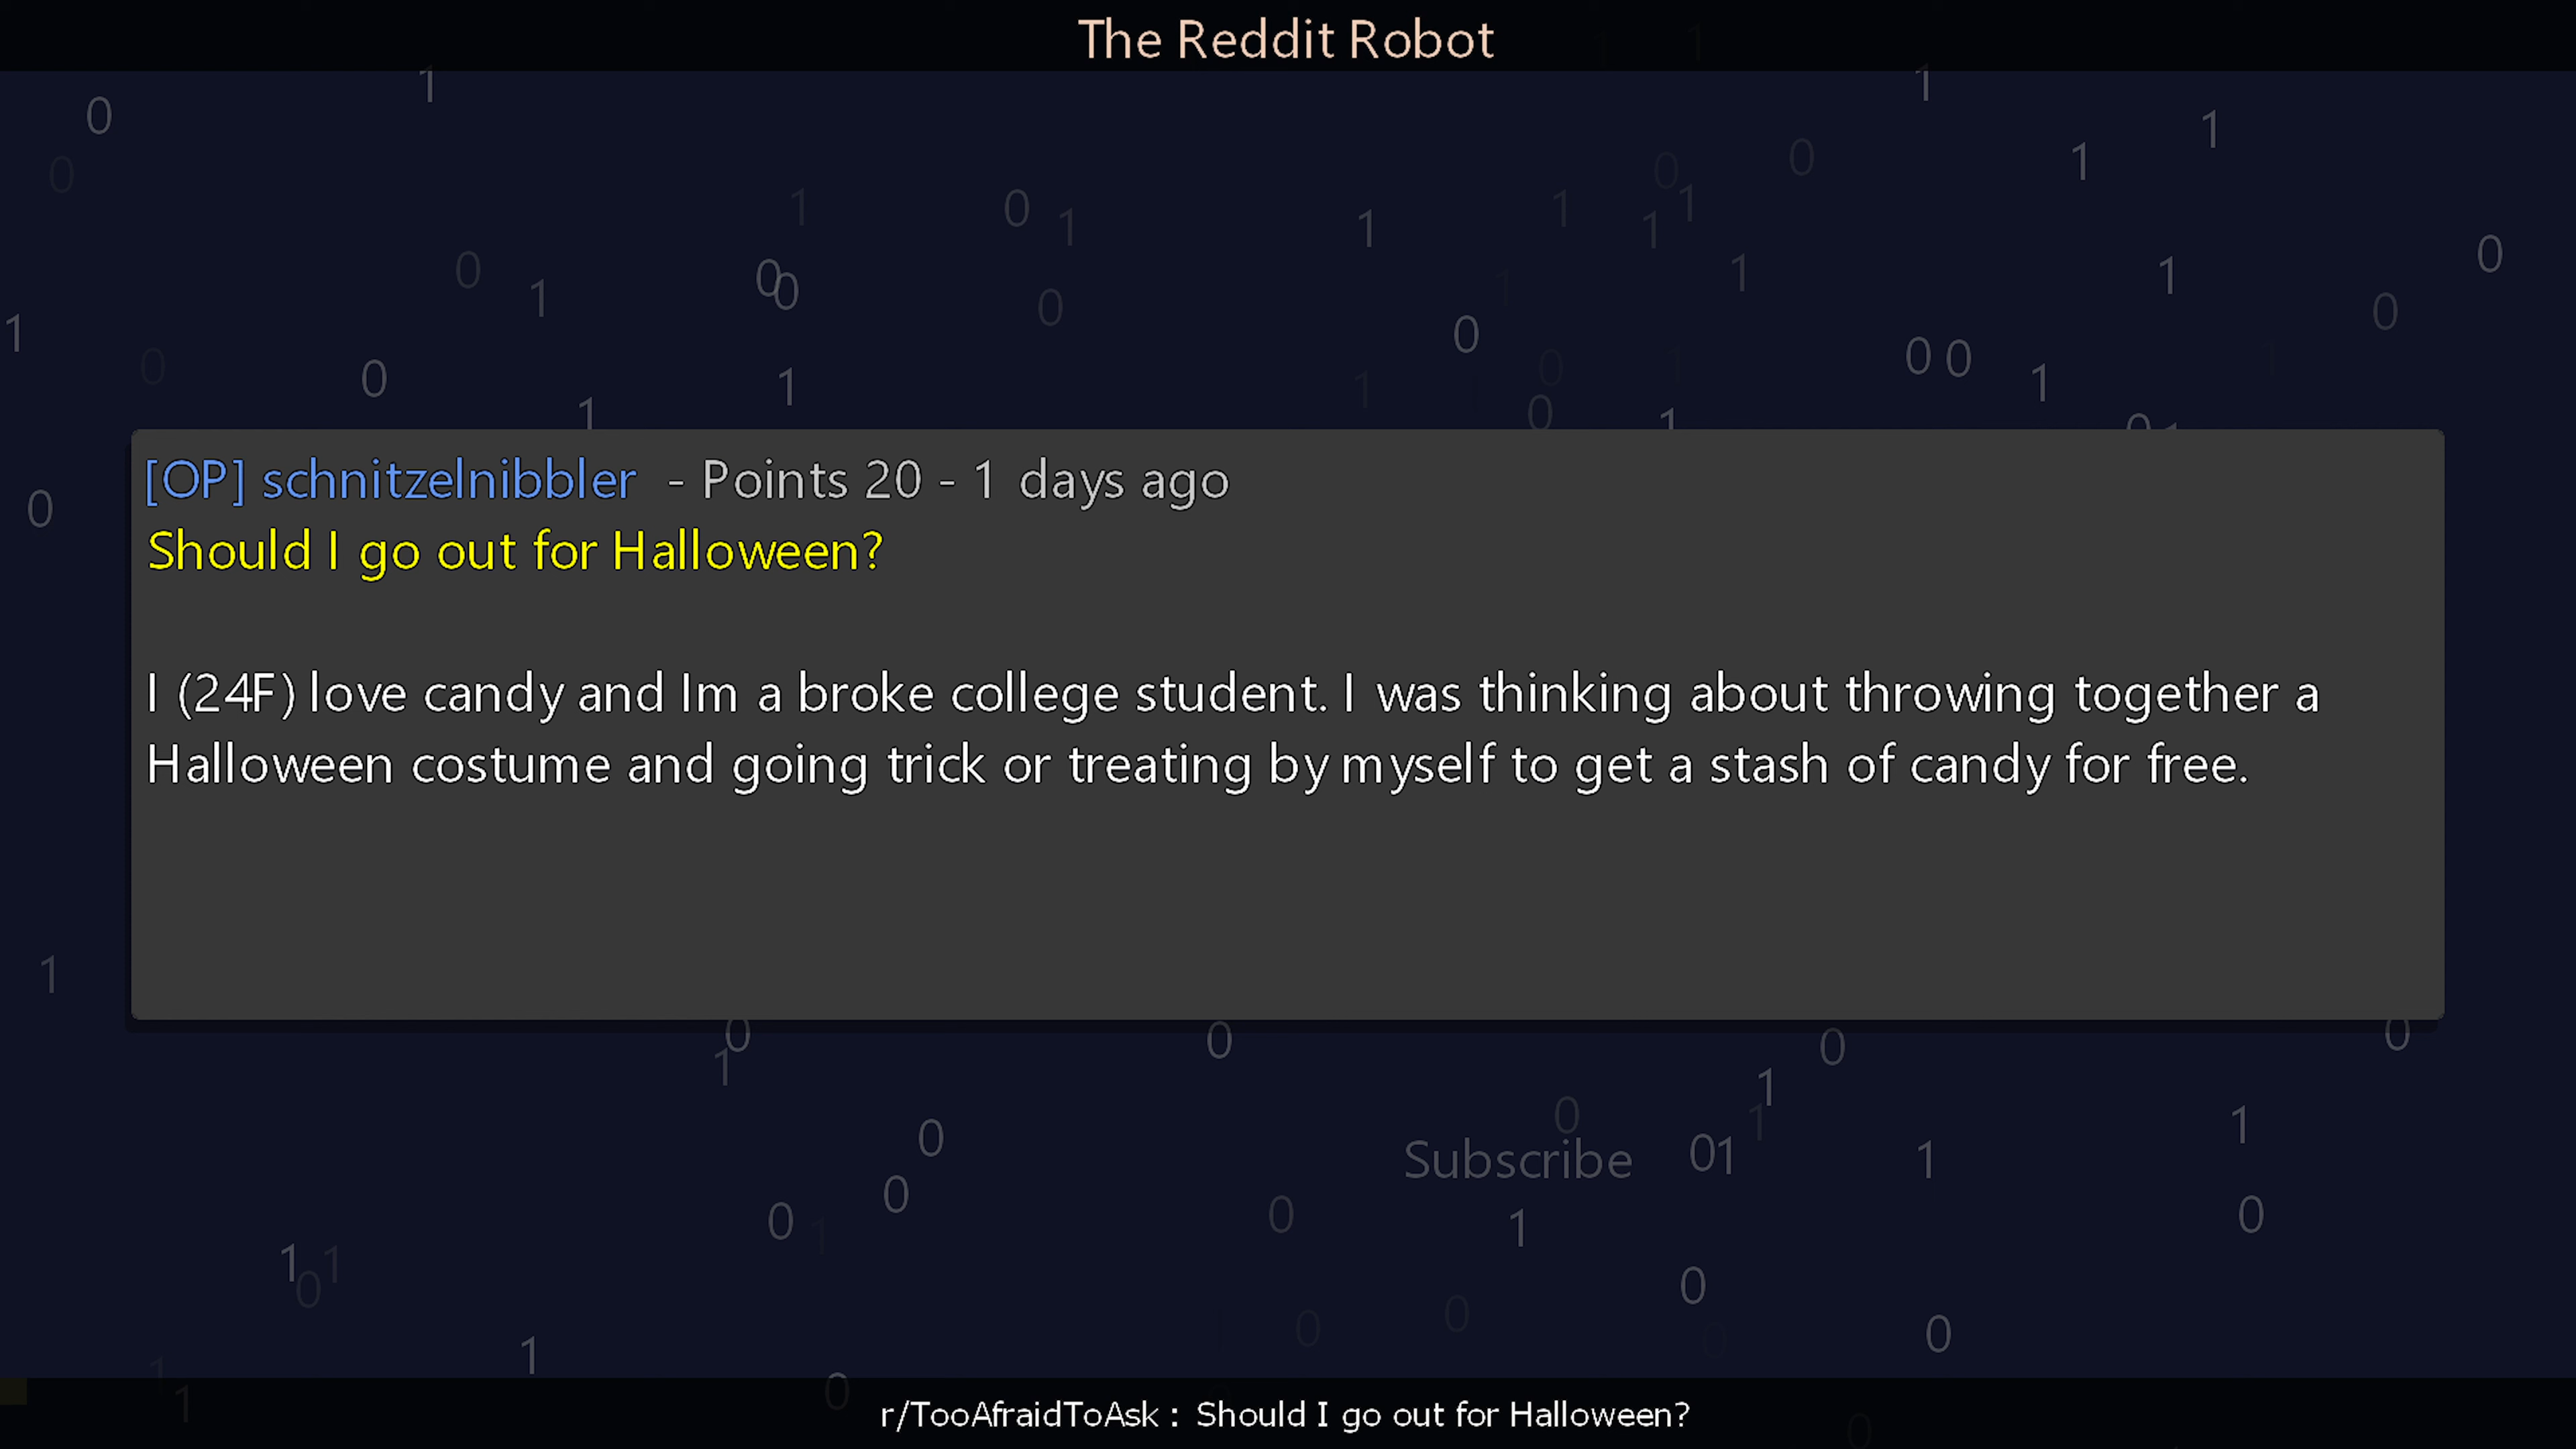 The Reddit Robot
[OP] schnitzelnibbler - Points 20 - 1 days ago
Should I go out for Halloween?
I (24F) love candy and Im a broke college student. I was thinking about throwing together a
Halloween costume and going trick or treating by myself to get a stash of candy for free.
Subscribe
r/TooAfraidToAsk : Should I go out for Halloween?